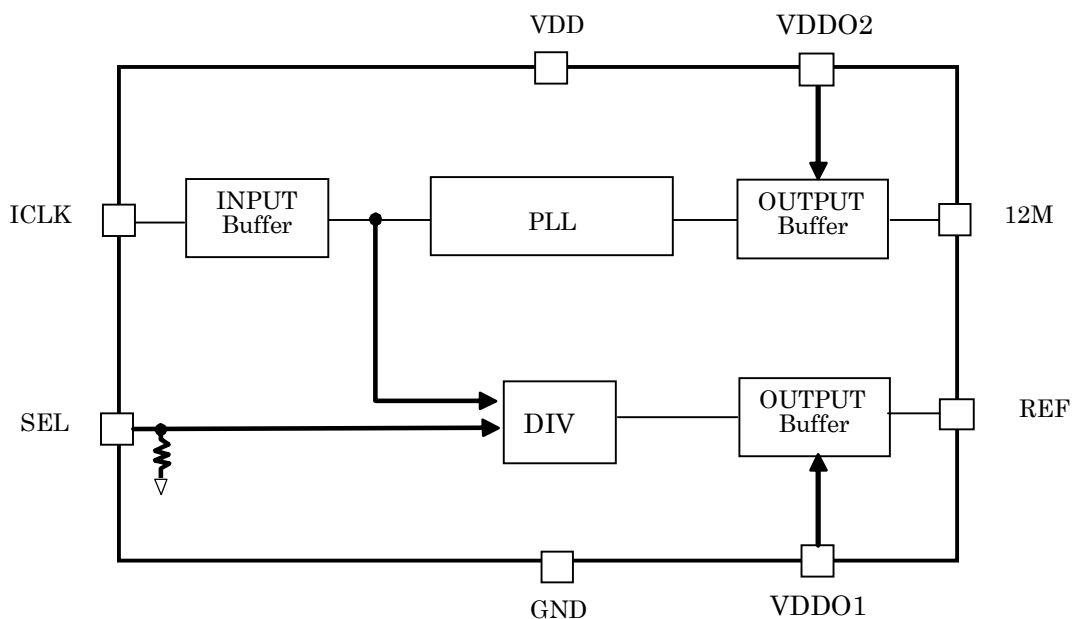 VDD
VDDO2
ICLK
INPUT
Buffer
PLL
OUTPUT
Buffer
12M
SEL
DIV
OUTPUT
Buffer
REF
GND
VDDO1